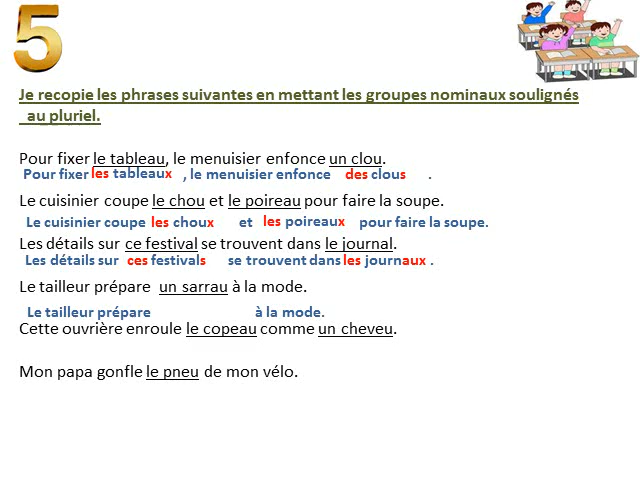 5
Je recopie les phrases suivantes en mettant les groupes nominaux soulignés
au pluriel.
Pour fixer le tableau, le menuisier enfonce un clou.
Pour fixer les tableaux , le menuisier enfonce des clous .
Le cuisinier coupe le chou et le poireau pour faire la soupe.
Le cuisinier coupe les choux et les poireaux pour faire la soupe.
Les détails sur ce festival se trouvent dans le journal.
Les détails sur ces festivals se trouvent dans les journaux .
Le tailleur prépare un sarrau à la mode.
Le tailleur prépare à la mode.
Cette ouvrière enroule le copeau comme un cheveu.
Mon papa gonfle le pneu de mon vélo.